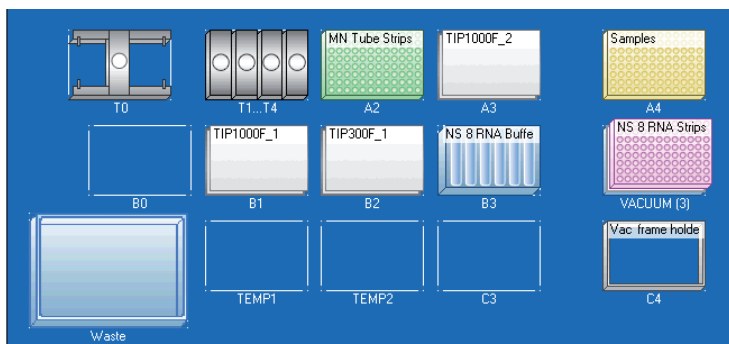 MN Tube Strips
TIP1000F_2
Samples
T0
T1...T4
A2
A3
A4
TIP1000F_1
TIP300F_1
NS 8 RNA Buffe
NS 8 RNA Strips
B0
B1
B2
B3
VACUUM (3)
Vac frame holde
TEMP1
TEMP2
C3
C4
Waste